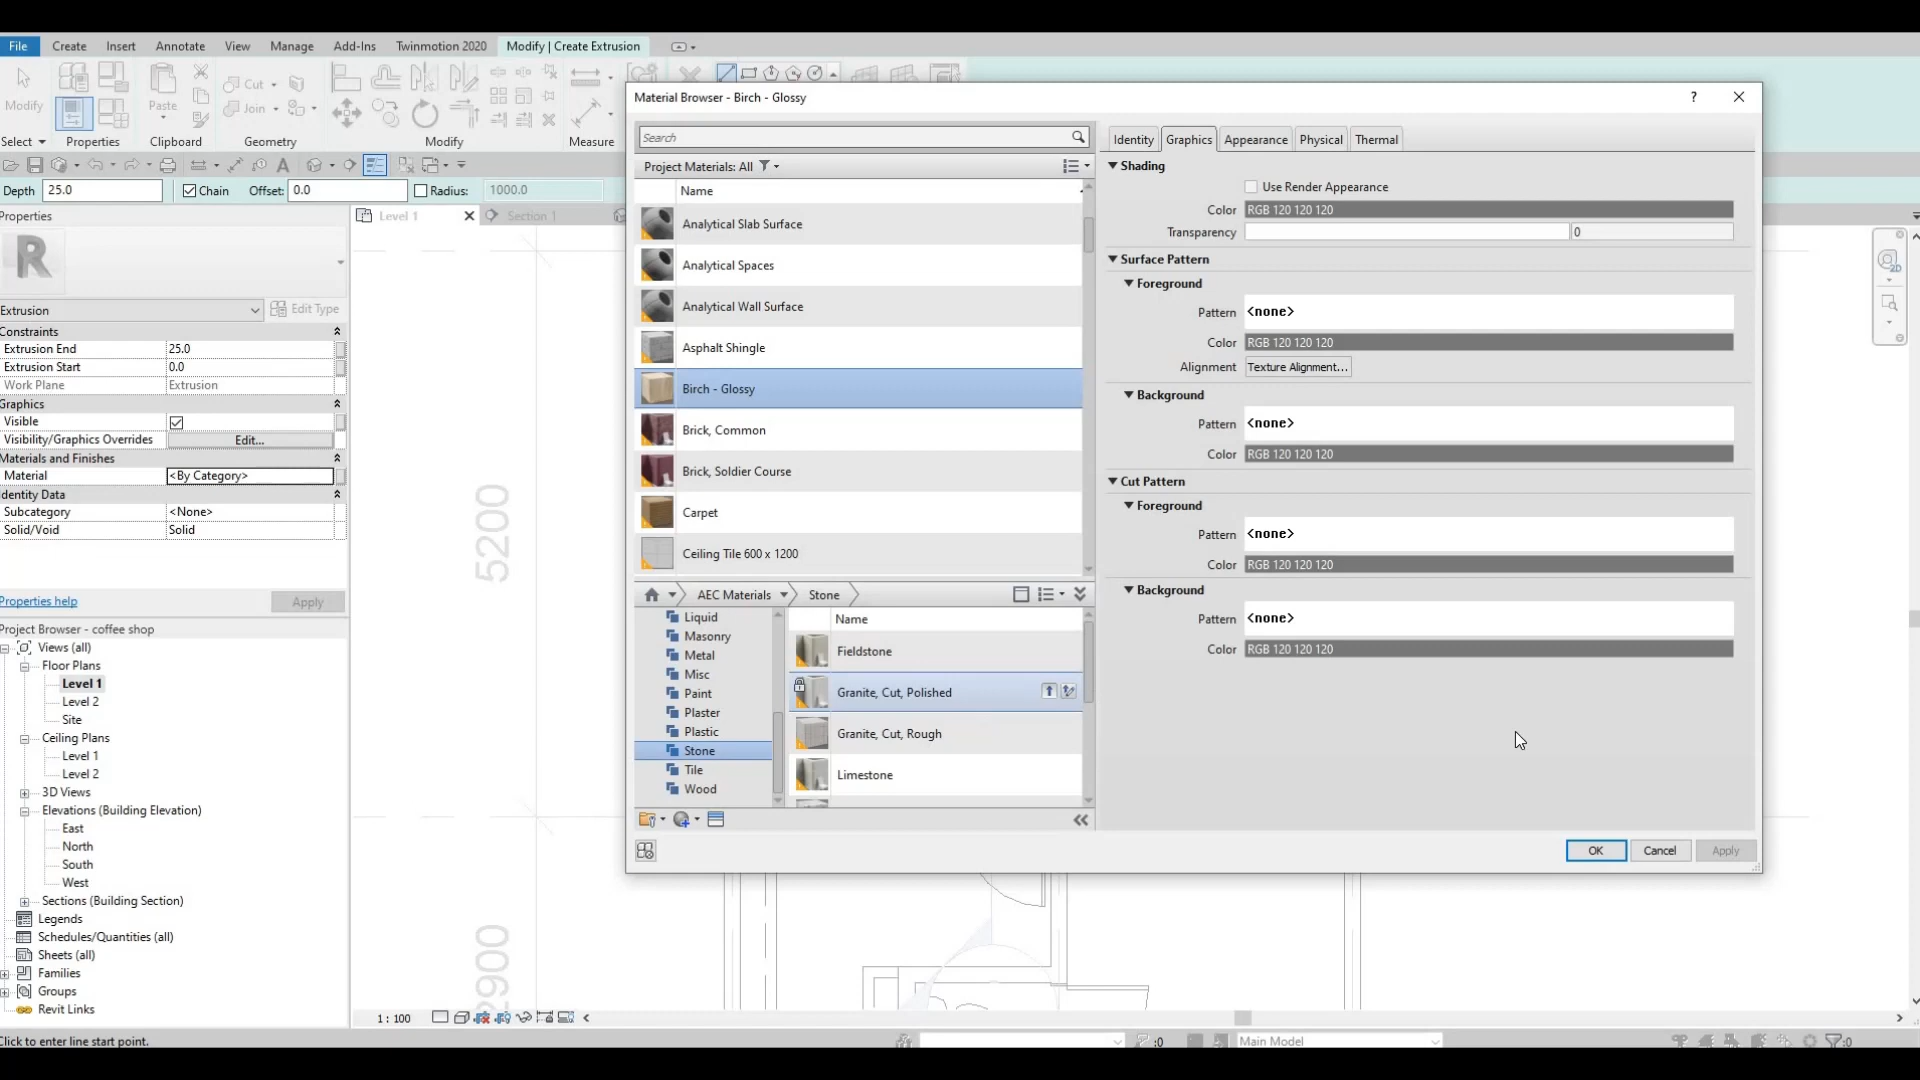 File Create Insert Annotate View Manage Add-Ins Twinmotion 2020 Modify | Create Extrusion
Modify Paste Cut Join
Select Properties Clipboard Geometry Modify Measure
Depth 25.0 Chain Offset: 0.0 Radius: 1000.0
Properties
Level 1 Section 1
R
Extrusion Edit Type
Constraints
Extrusion End 25.0
Extrusion Start 0.0
Work Plane Extrusion
Graphics
Visible
Visibility/Graphics Overrides Edit...
Materials and Finishes
Material <By Category>
Identity Data
Subcategory <None>
Solid/Void Solid
Properties help Apply
Project Browser - coffee shop
Views (all)
Floor Plans
Level 1
Level 2
Site
Ceiling Plans
Level 1
Level 2
3D Views
Elevations (Building Elevation)
East
North
South
West
Sections (Building Section)
Legends
Schedules/Quantities (all)
Sheets (all)
Families
Groups
Revit Links
Click to enter line start point.
5200
2900
1 : 100
:0
Main Model
:0
2D
Material Browser - Birch - Glossy
?
Search
Project Materials: All
Name
Analytical Slab Surface
Analytical Spaces
Analytical Wall Surface
Asphalt Shingle
Birch - Glossy
Brick, Common
Brick, Soldier Course
Carpet
Ceiling Tile 600 x 1200
AEC Materials Stone
Liquid
Masonry
Metal
Misc
Paint
Plaster
Plastic
Stone
Tile
Wood
Name
Fieldstone
Granite, Cut, Polished
Granite, Cut, Rough
Limestone
Identity Graphics Appearance Physical Thermal
Shading
Use Render Appearance
Color RGB 120 120 120
Transparency 0
Surface Pattern
Foreground
Pattern <none>
Color RGB 120 120 120
Alignment Texture Alignment...
Background
Pattern <none>
Color RGB 120 120 120
Cut Pattern
Foreground
Pattern <none>
Color RGB 120 120 120
Background
Pattern <none>
Color RGB 120 120 120
OK Cancel Apply